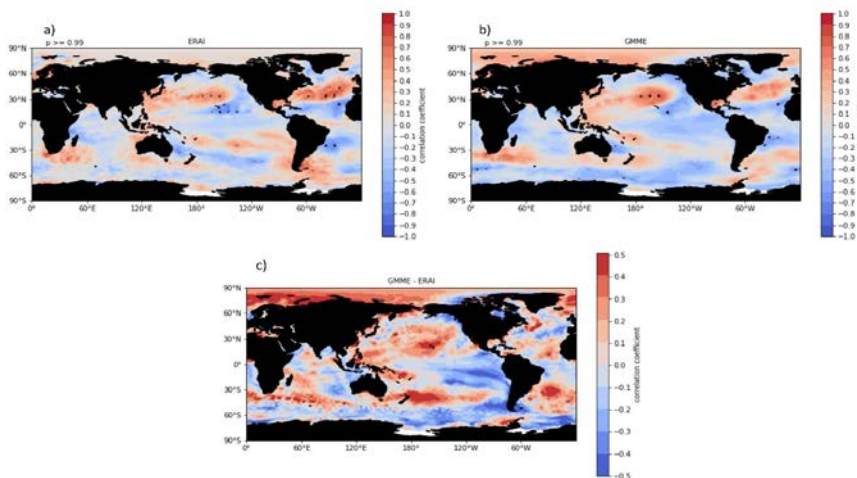 a)
ERAI
p >= 0.99
90°N
60°N
30°N
0°
30°S
60°S
90°S
0°
60°E
120°E
180°
120°W
60°W
1.0
0.9
0.8
0.7
0.6
0.5
0.4
0.3
0.2
0.1
0.0
−0.1
−0.2
−0.3
−0.4
−0.5
−0.6
−0.7
−0.8
−0.9
−1.0
correlation coefficient
b)
GMME
p >= 0.99
90°N
60°N
30°N
0°
30°S
60°S
90°S
0°
60°E
120°E
180°
120°W
60°W
1.0
0.9
0.8
0.7
0.6
0.5
0.4
0.3
0.2
0.1
0.0
−0.1
−0.2
−0.3
−0.4
−0.5
−0.6
−0.7
−0.8
−0.9
−1.0
correlation coefficient
c)
GMME - ERAI
90°N
60°N
30°N
0°
30°S
60°S
90°S
0°
60°E
120°E
180°
120°W
60°W
0.5
0.4
0.3
0.2
0.1
0.0
−0.1
−0.2
−0.3
−0.4
−0.5
correlation coefficient